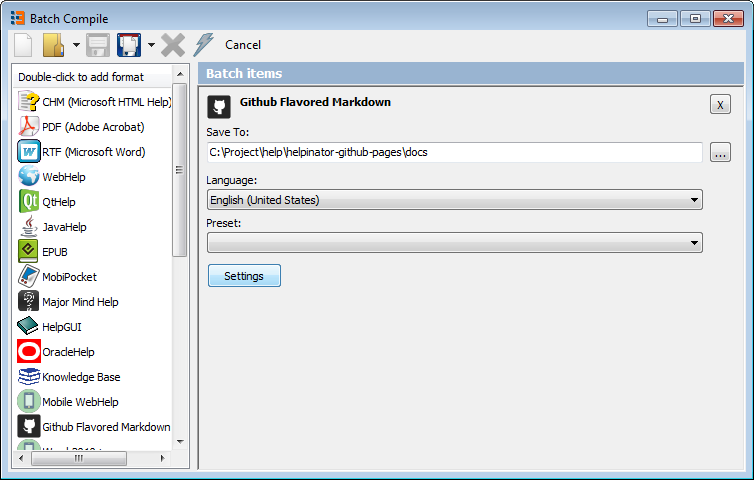 Batch Compile
Cancel
Double-click to add format
CHM (Microsoft HTML Help)
PDF (Adobe Acrobat)
RTF (Microsoft Word)
WebHelp
QtHelp
JavaHelp
EPUB
MobiPocket
Major Mind Help
HelpGUI
OracleHelp
Knowledge Base
Mobile WebHelp
Github Flavored Markdown
Batch items
Github Flavored Markdown
x
Save To:
C:\Project\help\helpinator-github-pages\docs
...
Language:
English (United States)
Preset:
Settings